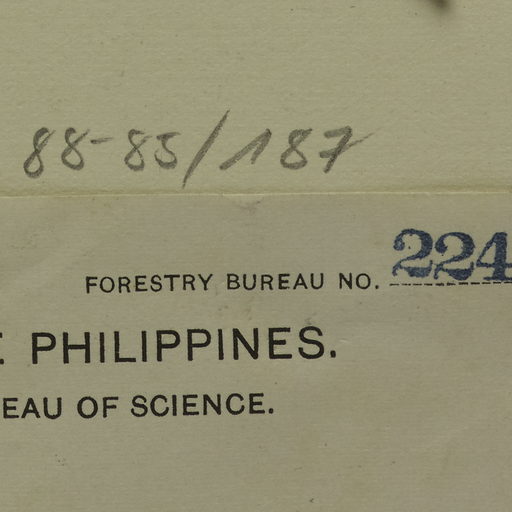 88-85/187
FORESTRY BUREAU NO. 224
PHILIPPINES.
EAU OF SCIENCE.